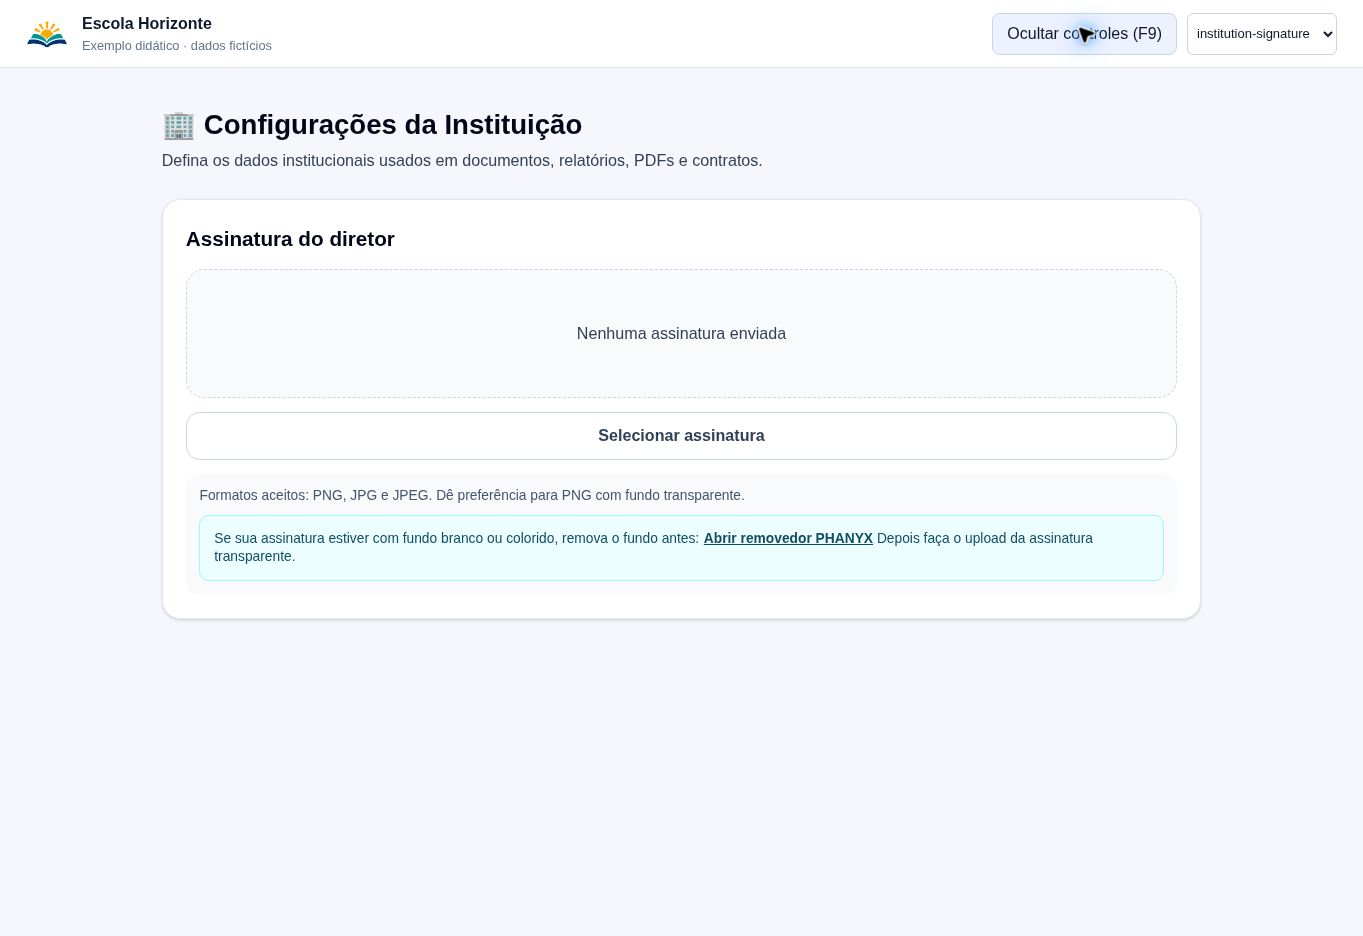 Escola Horizonte
Exemplo didático · dados fictícios
Ocultar controles (F9)
institution-signature
🏢 Configurações da Instituição
Defina os dados institucionais usados em documentos, relatórios, PDFs e contratos.
Assinatura do diretor
Nenhuma assinatura enviada
Selecionar assinatura
Formatos aceitos: PNG, JPG e JPEG. Dê preferência para PNG com fundo transparente.
Se sua assinatura estiver com fundo branco ou colorido, remova o fundo antes: Abrir removedor PHANYX Depois faça o upload da assinatura
transparente.